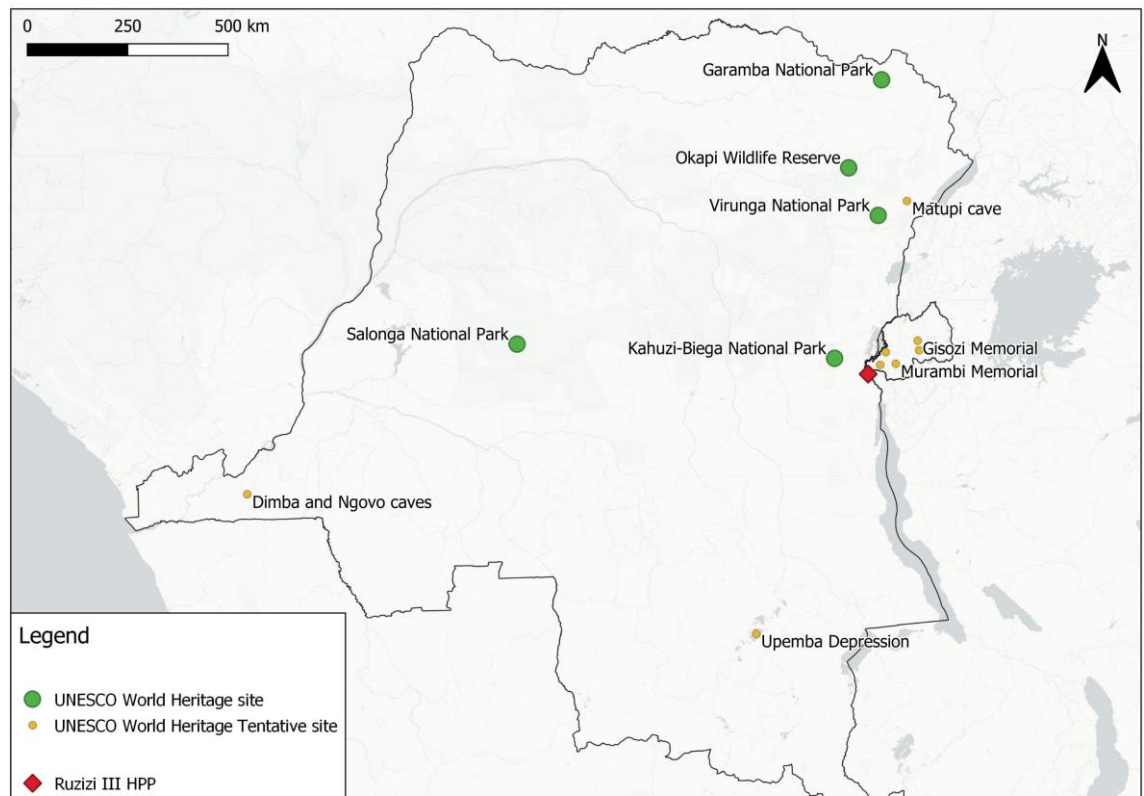 0 250 500 km
N
Garamba National Park
Okapi Wildlife Reserve
Virunga National Park
Matupi cave
Salonga National Park
Kahuzi-Biega National Park
Gisozi Memorial
Murambi Memorial
Dimba and Ngovo caves
Upemba Depression
Legend
UNESCO World Heritage site
UNESCO World Heritage Tentative site
Ruzizi III HPP